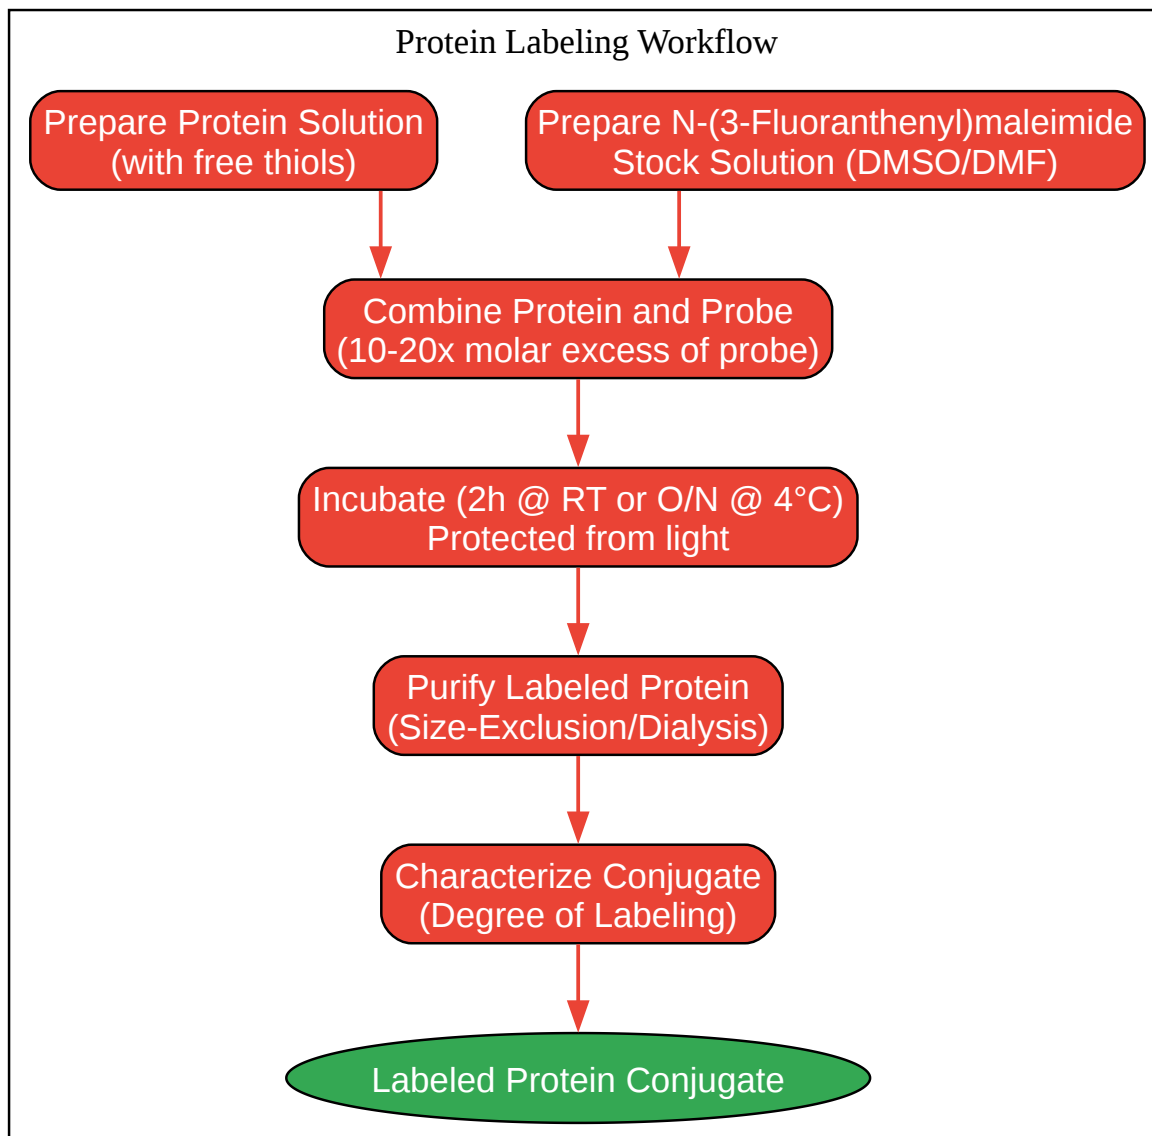 Protein Labeling Workflow
Prepare Protein Solution
(with free thiols)
Prepare N-(3-Fluoranthenyl)maleimide
Stock Solution (DMSO/DMF)
Combine Protein and Probe
(10-20x molar excess of probe)
Incubate (2h @ RT or O/N @ 4°C)
Protected from light
Purify Labeled Protein
(Size-Exclusion/Dialysis)
Characterize Conjugate
(Degree of Labeling)
Labeled Protein Conjugate